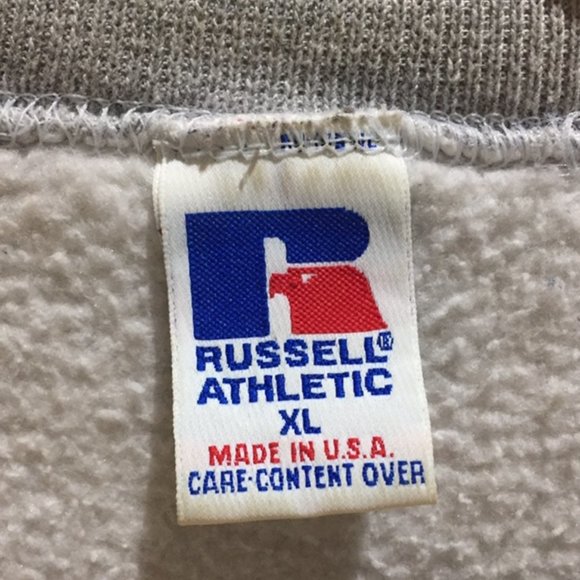 RUSSELL®
ATHLETIC
XL
MADE IN U.S.A.
CARE-CONTENT OVER